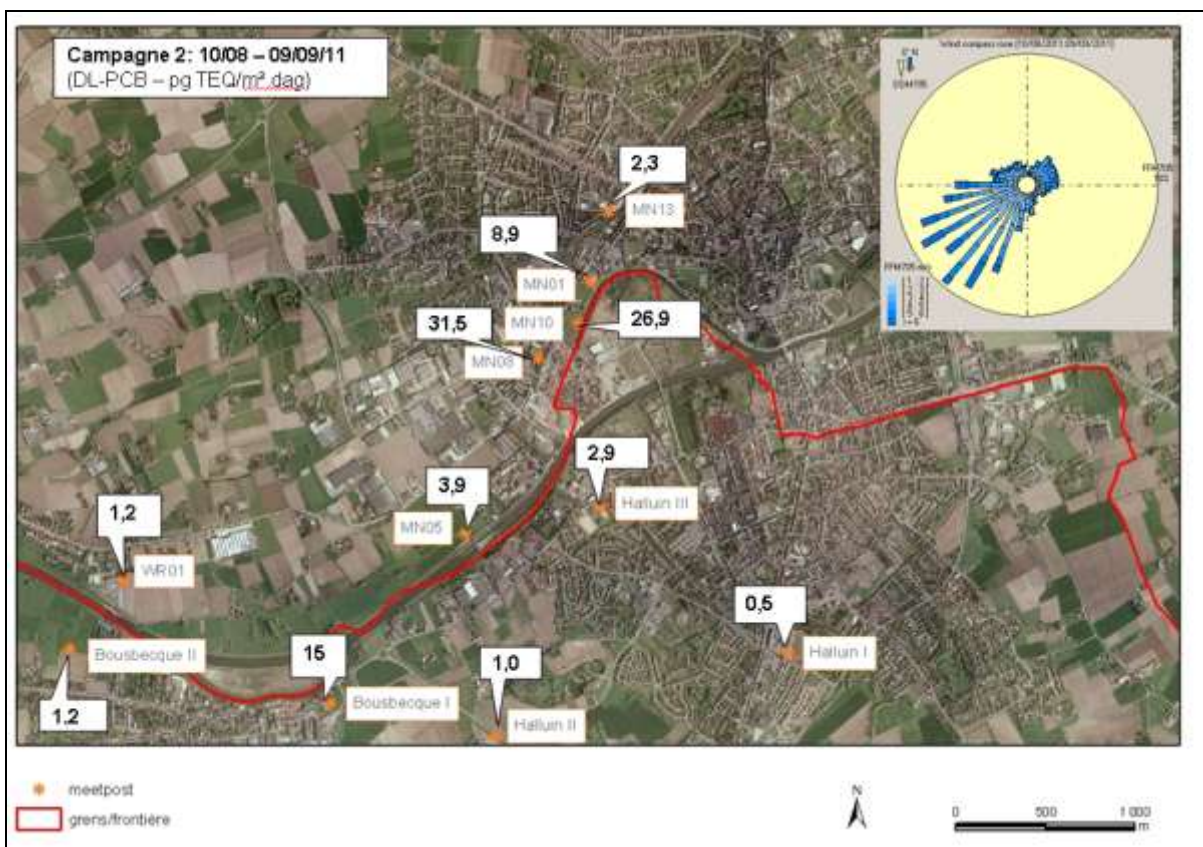 Campagne 2: 10/08 – 09/09/11
(DL-PCB – pg TEQ/m².dag)
0° N
2,3
MN13
8,9
MN01
MN10
26,9
31,5
MN08
2,9
Halluin III
3,9
MN05
1,2
WR01
0,5
Halluin I
Bousbecque II
15
Bousbecque I
1,0
Halluin II
1.2
meetpost
grens/frontière
N
0 500 1 000
m